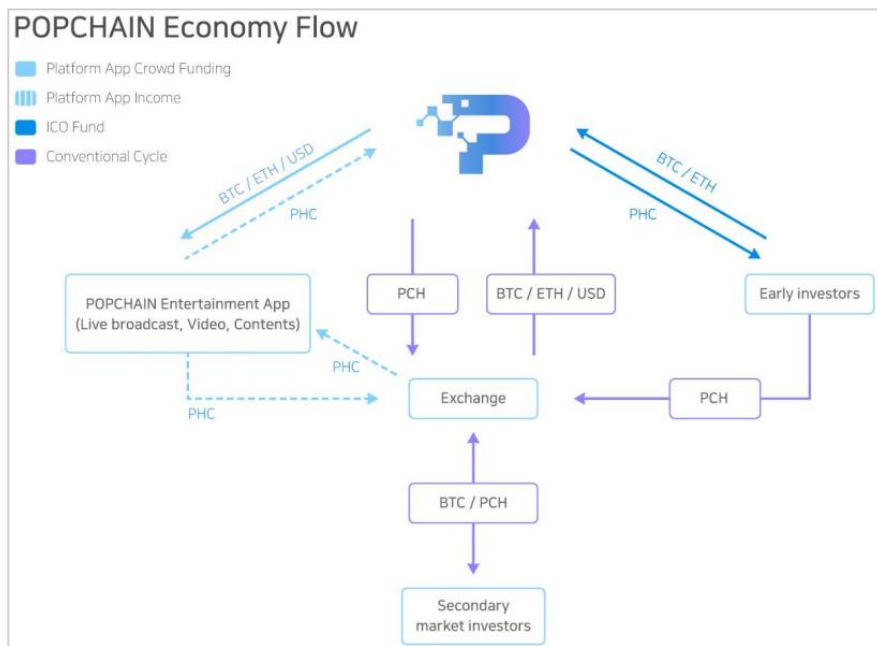 POPCHAIN Economy Flow
Platform App Crowd Funding
Platform App Income
ICO Fund
Conventional Cycle
BTC / ETH / USD
PHC
BTC / ETH
PHC
POPCHAIN Entertainment App
(Live broadcast, Video, Contents)
PCH
BTC / ETH / USD
Early investors
PHC
PHC
Exchange
PCH
BTC / PCH
Secondary
market investors